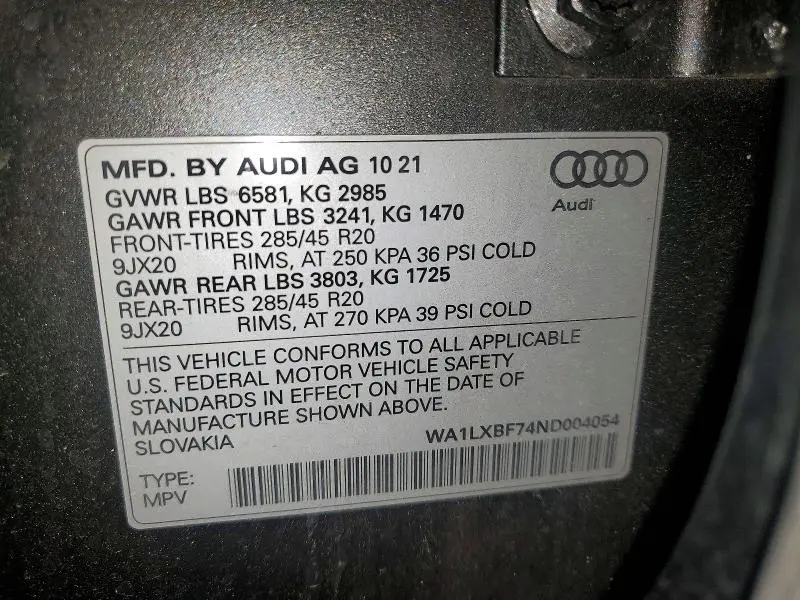 MFD. BY AUDI AG 10 21
GVWR LBS 6581, KG 2985
GAWR FRONT LBS 3241, KG 1470
FRONT-TIRES 285/45 R20
9JX20 RIMS, AT 250 KPA 36 PSI COLD
GAWR REAR LBS 3803, KG 1725
REAR-TIRES 285/45 R20
9JX20 RIMS, AT 270 KPA 39 PSI COLD
Audi
THIS VEHICLE CONFORMS TO ALL APPLICABLE
U.S. FEDERAL MOTOR VEHICLE SAFETY
STANDARDS IN EFFECT ON THE DATE OF
MANUFACTURE SHOWN ABOVE.
SLOVAKIA WA1LXBF74ND004054
TYPE:
MPV